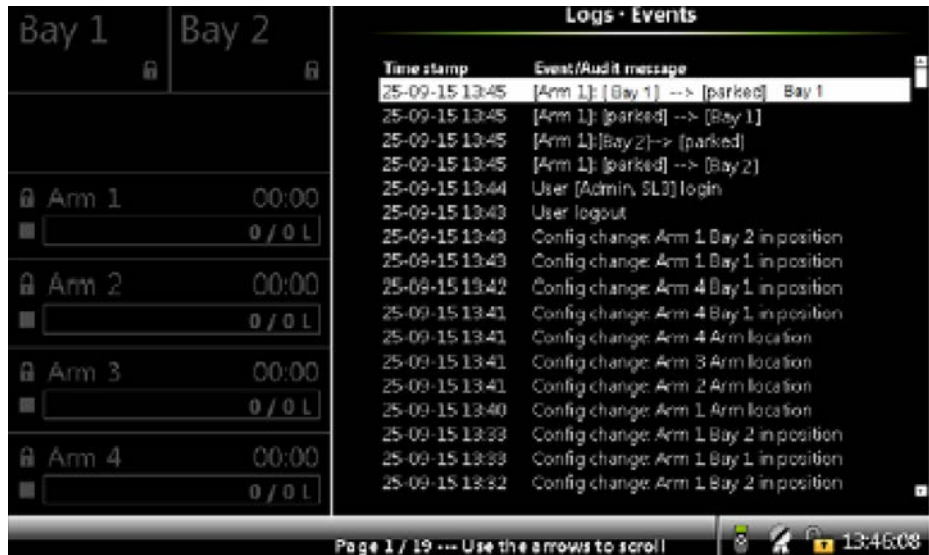 Bay 1
Bay 2
Arm 1 00:00
0 / 0 L
Arm 2 00:00
0 / 0 L
Arm 3 00:00
0 / 0 L
Arm 4 00:00
0 / 0 L
Logs · Events
Time stamp Event/Audit message
25-09-15 13:45 [Arm 1]: [ Bay 1] --> [parked] Bay 1
25-09-15 13:45 [Arm 1]: [parked] --> [Bay 1]
25-09-15 13:45 [Arm 1]:[Bay 2]--> [parked]
25-09-15 13:45 [Arm 1]: [parked] --> [Bay 2]
25-09-15 13:44 User [Admin, SL3] login
25-09-15 13:43 User logout
25-09-15 13:43 Config change: Arm 1 Bay 2 in position
25-09-15 13:43 Config change: Arm 1 Bay 1 in position
25-09-15 13:42 Config change: Arm 4 Bay 1 in position
25-09-15 13:41 Config change: Arm 4 Bay 1 in position
25-09-15 13:41 Config change: Arm 4 Arm location
25-09-15 13:41 Config change: Arm 3 Arm location
25-09-15 13:41 Config change: Arm 2 Arm location
25-09-15 13:40 Config change: Arm 1 Arm location
25-09-15 13:33 Config change: Arm 1 Bay 2 in position
25-09-15 13:33 Config change: Arm 1 Bay 1 in position
25-09-15 13:32 Config change: Arm 1 Bay 2 in position
Page 1 / 19 --- Use the arrows to scroll
13:46:08